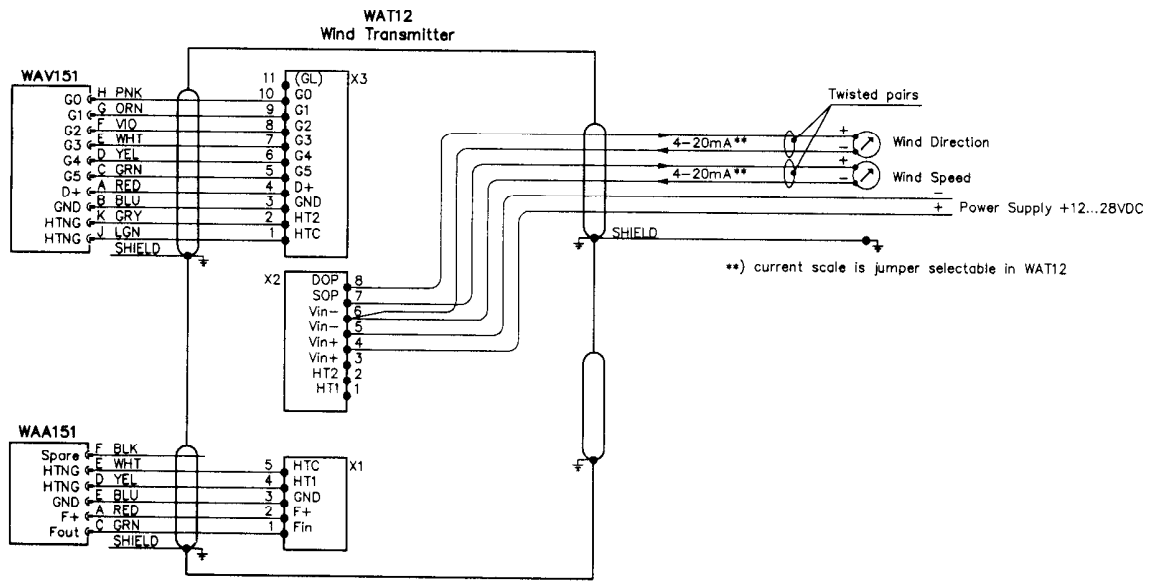 WAT12
Wind Transmitter
WAV151
G0 H PNK
G1 G ORN
G2 F VIO
G3 E WHT
G4 D YEL
G5 C GRN
D+ A RED
GND B BLU
HTNG K GRY
HTNG J LGN
SHIELD
X3
11 (GL)
10 G0
9 G1
8 G2
7 G3
6 G4
5 G5
4 D+
3 GND
2 HT2
1 HTC
Twisted pairs
4-20mA**
+
-
Wind Direction
4-20mA**
+
-
Wind Speed
-
+ Power Supply +12...28VDC
SHIELD
**) current scale is jumper selectable in WAT12
X2
DOP 8
SOP 7
Vin- 6
Vin- 5
Vin+ 4
Vin+ 3
HT2 2
HT1 1
WAA151
Spare F BLK
HTNG E WHT
HTNG D YEL
GND E BLU
F+ A RED
Fout C GRN
SHIELD
X1
5 HTC
4 HT1
3 GND
2 F+
1 Fin